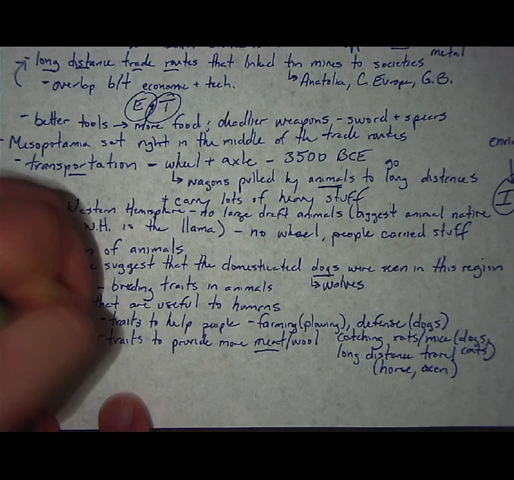 metal
- long distance trade routes that linked tin mines to societies
↳ Anatolia, C. Europe, G.B.
- overlap b/t economic + tech.
E T
- better tools → more food, deadlier weapons, - sword + spears
- Mesopotamia sat right in the middle of the trade routes
- transportation - wheel + axle - 3500 BCE
↳ wagons pulled by animals to go long distences
+ carry lots of heavy stuff
Western Hemisphere - no large draft animals (biggest animal native
W.H. is the llama) - no wheel, people carried stuff
I
n of animals
suggest that the domesticated dogs were seen in this region
- breeding traits in animals ↳ wolves
that are useful to humans
- traits to help people - farming (plowing), defense (dogs)
- traits to provide more meat/wool catching rats/mice (dogs, cats)
long distance travel
(horse, oxen)